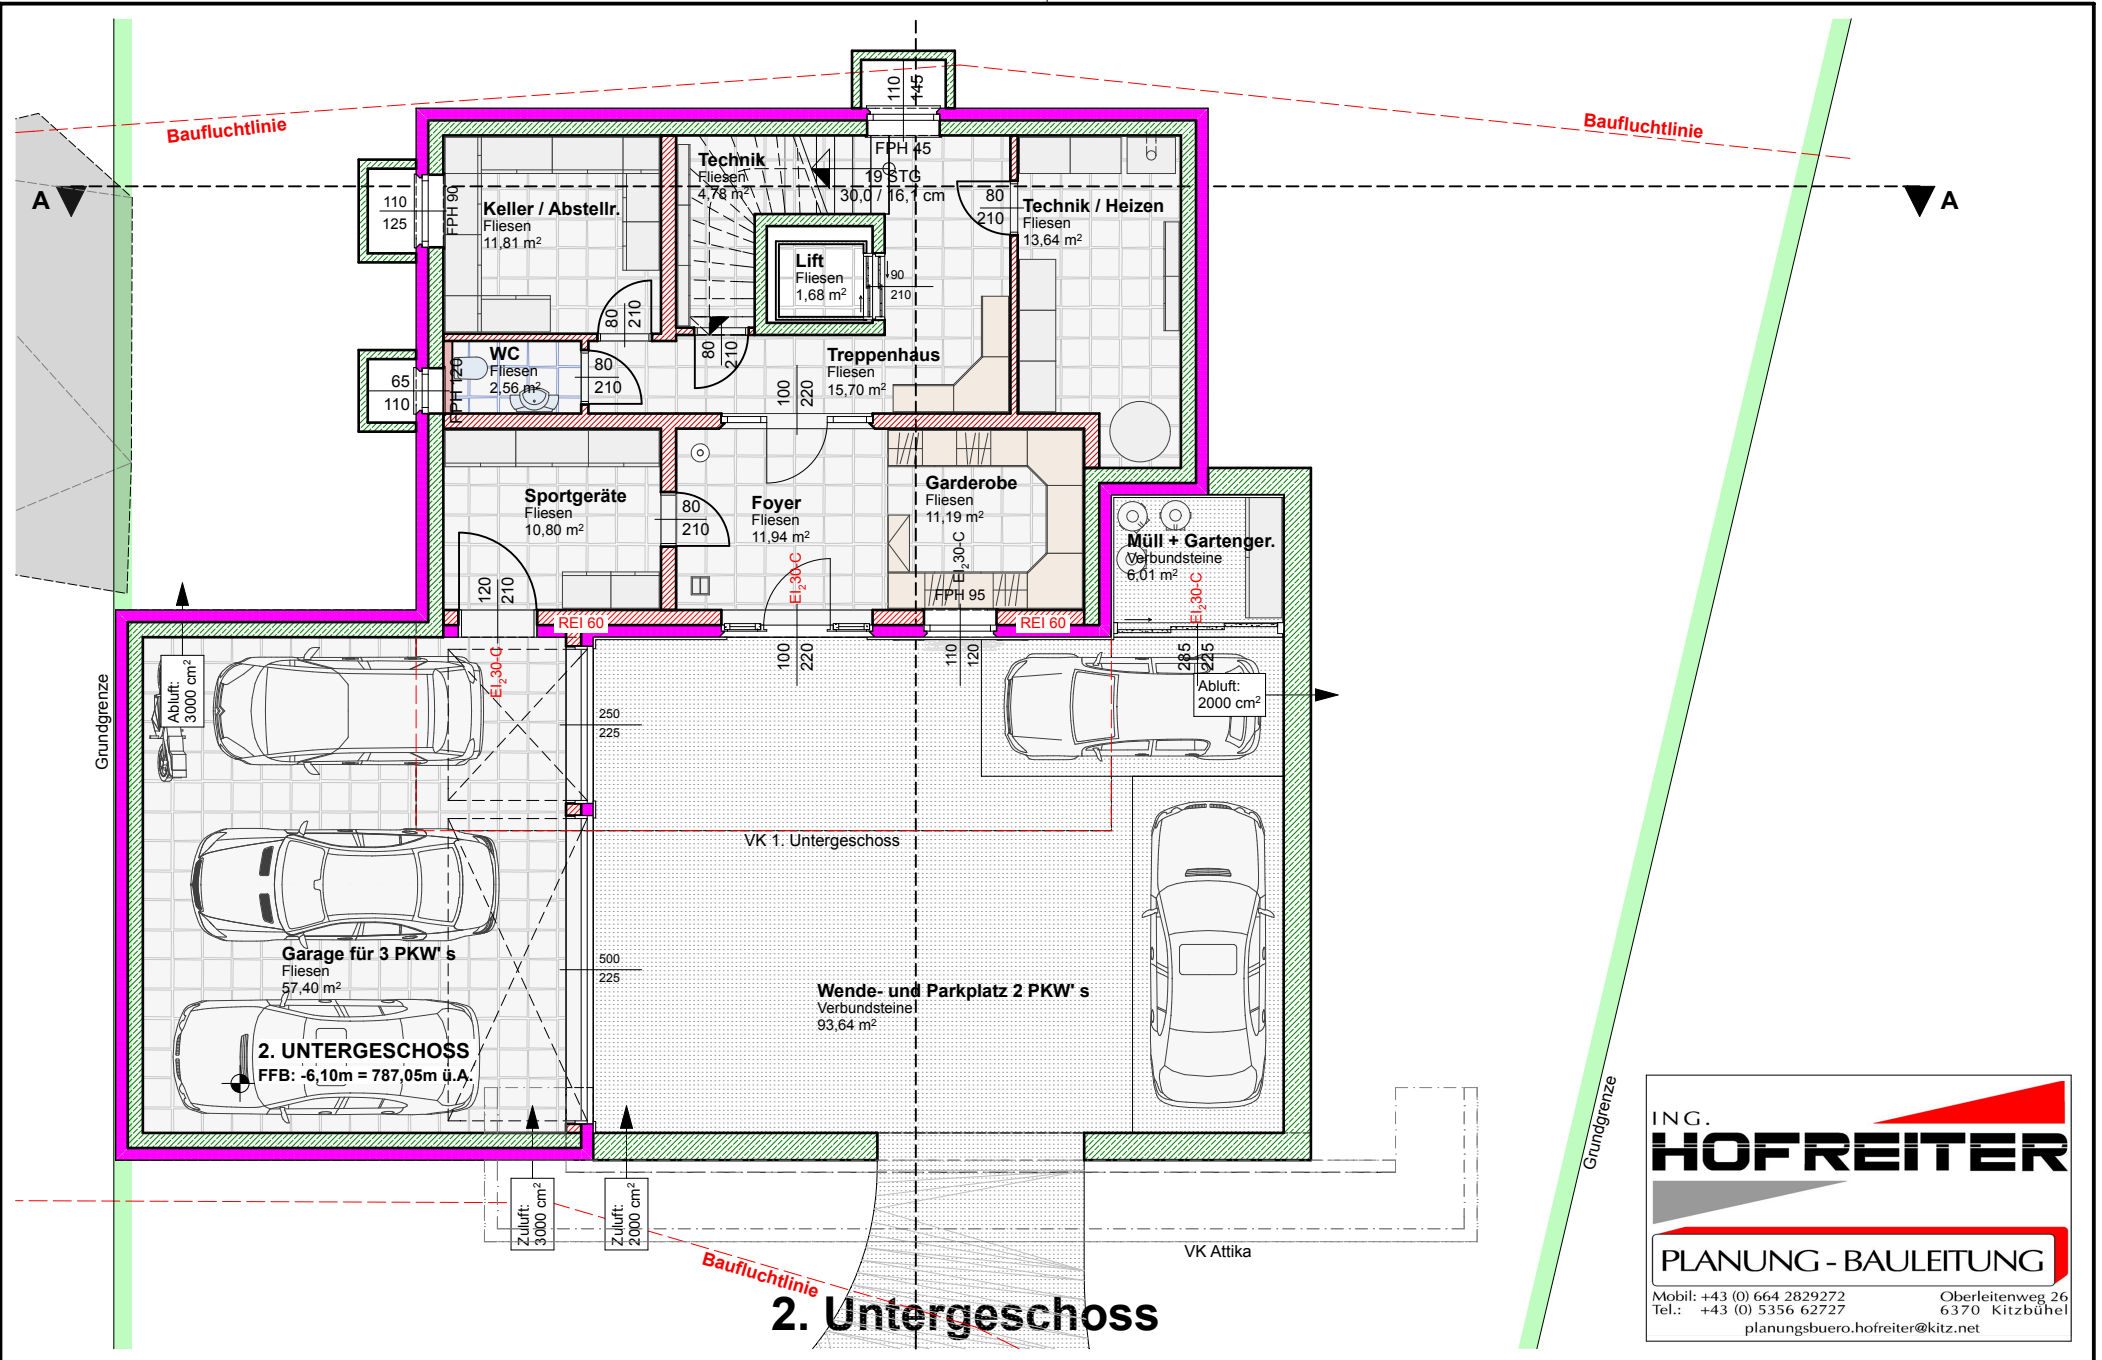 Baufluchtlinie
Baufluchtlinie
110
145
FPH 45
A
A
110
125
FPH 90
Keller / Abstellr.
Fliesen
11,81 m²
Technik
Fliesen
4,78 m²
19 STG
30,0 / 16,1 cm
80
210
Technik / Heizen
Fliesen
13,64 m²
Lift
Fliesen
1,68 m²
90
210
80
210
80
210
65
110
FPH 120
WC
Fliesen
2,56 m²
80
210
Treppenhaus
Fliesen
15,70 m²
100
220
Sportgeräte
Fliesen
10,80 m²
80
210
Foyer
Fliesen
11,94 m²
Garderobe
Fliesen
11,19 m²
EI₂30-C
EI₂30-C
FPH 95
Müll + Gartenger.
Verbundsteine
6,01 m²
EI₂30-C
120
210
REI 60
REI 60
EI₂30-C
100
220
110
120
285
225
Abluft:
3000 cm²
Abluft:
2000 cm²
Grundgrenze
250
225
VK 1. Untergeschoss
Garage für 3 PKW' s
Fliesen
57,40 m²
500
225
Wende- und Parkplatz 2 PKW' s
Verbundsteine
93,64 m²
2. UNTERGESCHOSS
FFB: -6,10m = 787,05m ü.A.
Grundgrenze
Zuluft:
3000 cm²
Zuluft:
2000 cm²
Baufluchtlinie
VK Attika
2. Untergeschoss
ING.
HOFREITER
PLANUNG - BAULEITUNG
Mobil: +43 (0) 664 2829272
Oberleitenweg 26
Tel.: +43 (0) 5356 62727
6370 Kitzbühel
planungsbuero.hofreiter@kitz.net